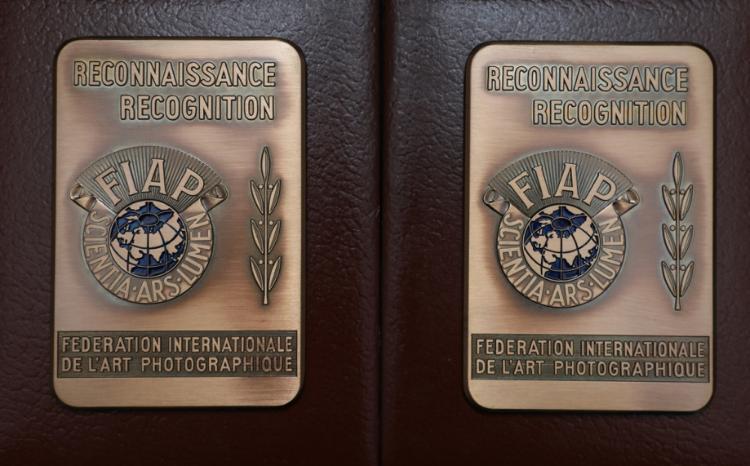 RECONNAISSANCE
RECOGNITION
FIAP
SCIENTIA·ARS·LUMEN
FEDERATION INTERNATIONALE
DE L'ART PHOTOGRAPHIQUE
RECONNAISSANCE
RECOGNITION
FIAP
SCIENTIA·ARS·LUMEN
FEDERATION INTERNATIONALE
DE L'ART PHOTOGRAPHIQUE